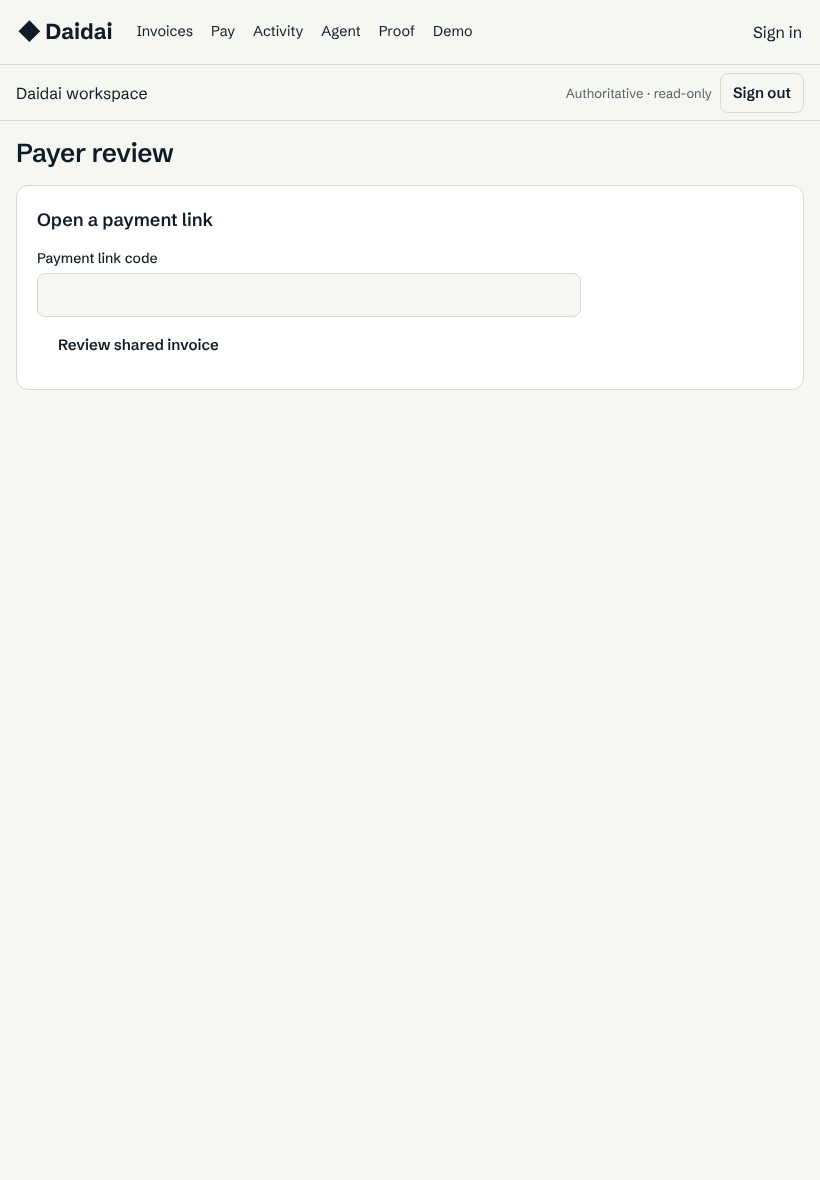 Daidai Invoices Pay Activity Agent Proof Demo Sign in
Daidai workspace Authoritative · read-only Sign out
Payer review
Open a payment link
Payment link code
Review shared invoice